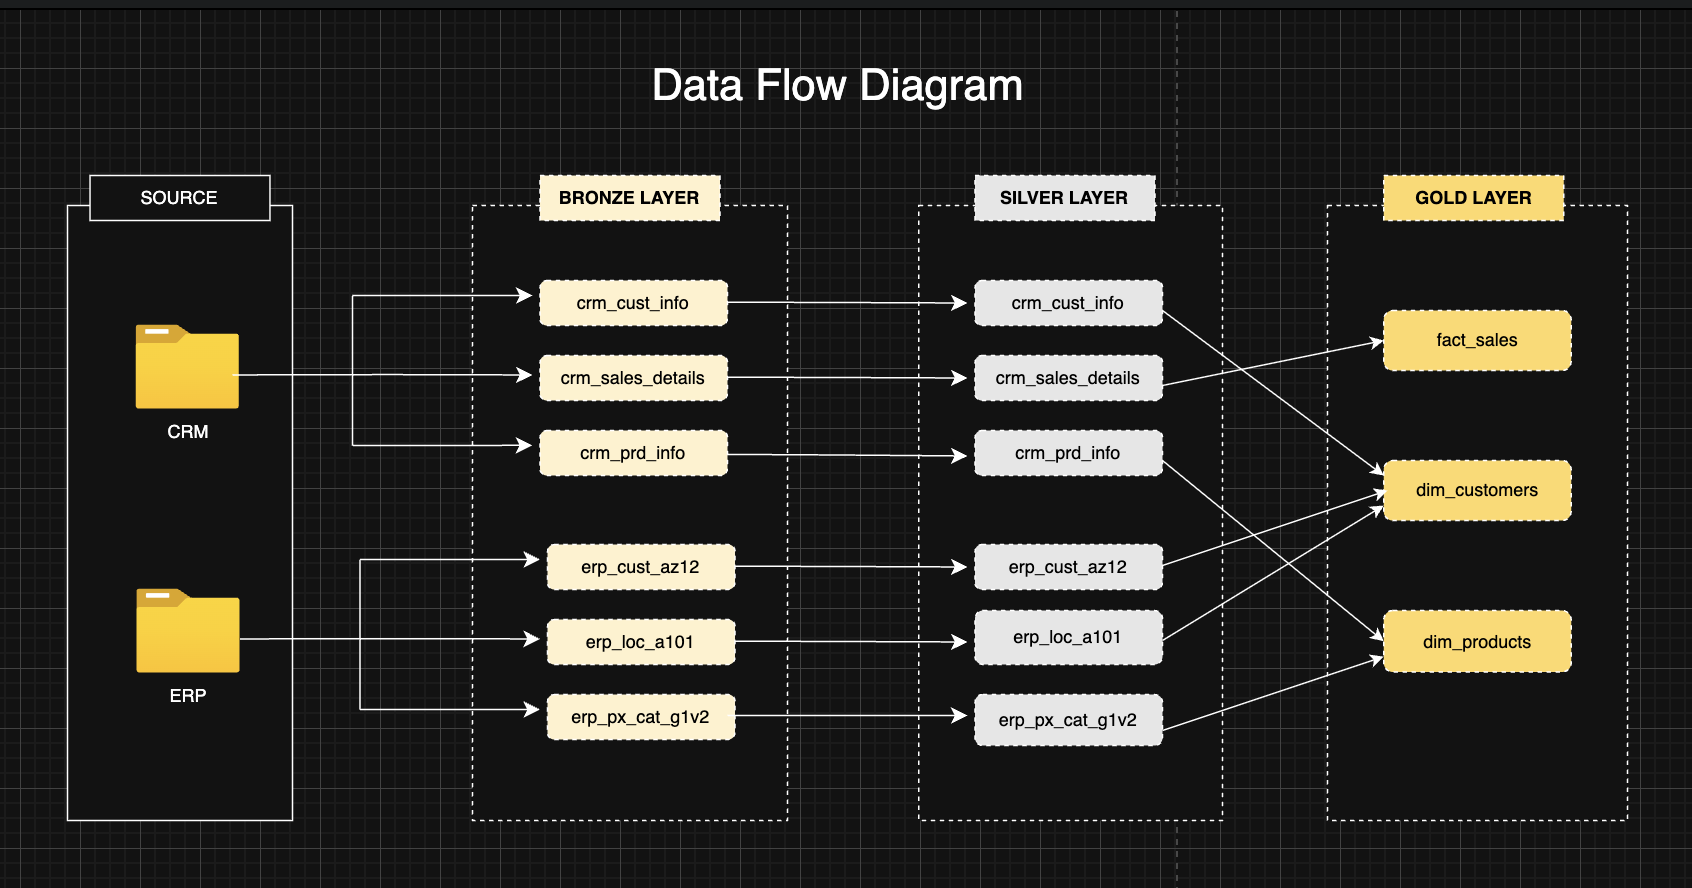 Data Flow Diagram
SOURCE
CRM
ERP
BRONZE LAYER
crm_cust_info
crm_sales_details
crm_prd_info
erp_cust_az12
erp_loc_a101
erp_px_cat_g1v2
SILVER LAYER
crm_cust_info
crm_sales_details
crm_prd_info
erp_cust_az12
erp_loc_a101
erp_px_cat_g1v2
GOLD LAYER
fact_sales
dim_customers
dim_products